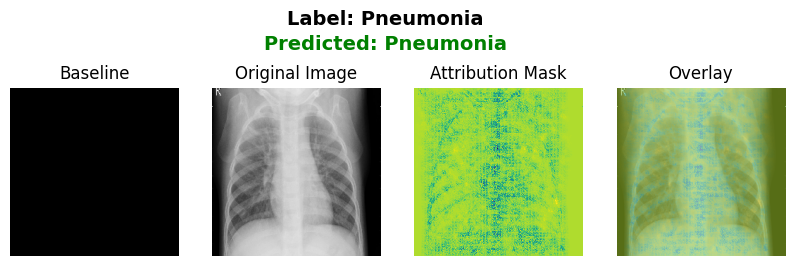 Label: Pneumonia
Predicted: Pneumonia
Baseline
Original Image
Attribution Mask
Overlay
R
R